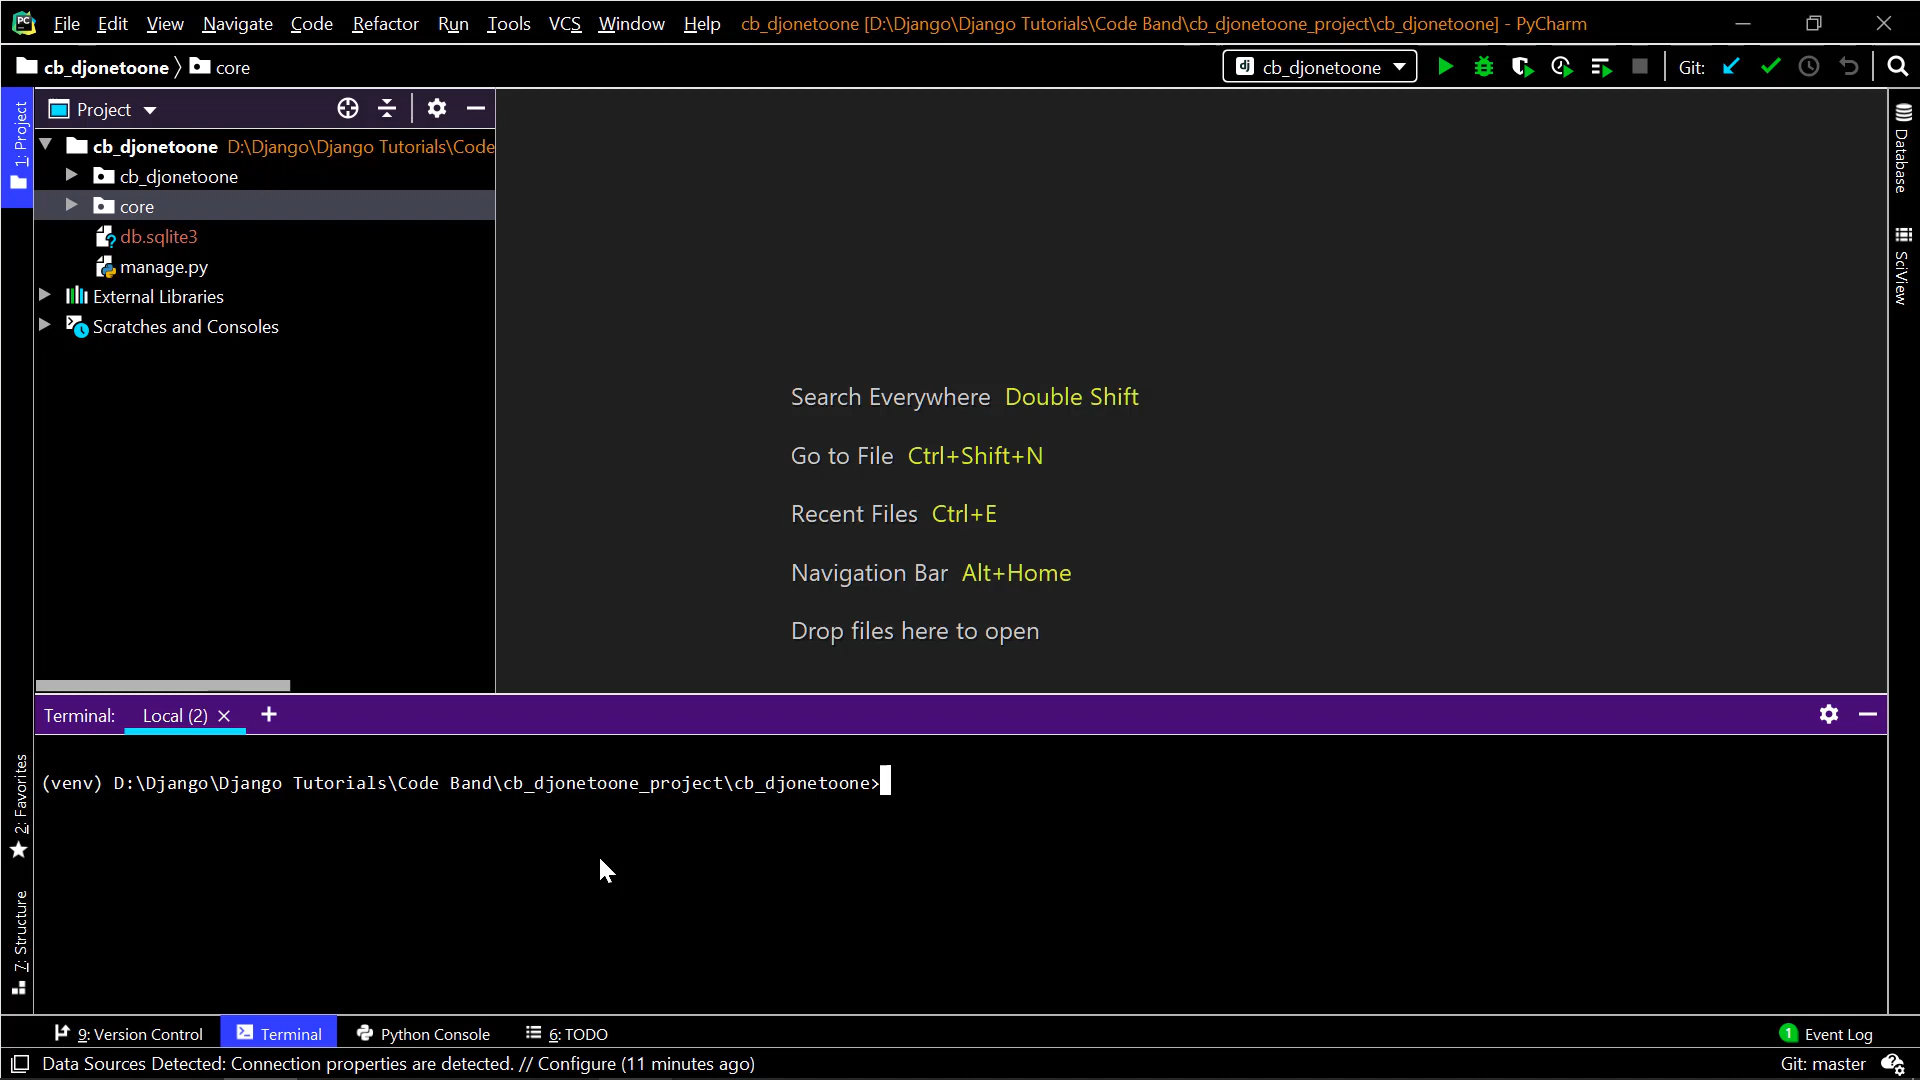 File Edit View Navigate Code Refactor Run Tools VCS Window Help cb_djonetoone [D:\Django\Django Tutorials\Code Band\cb_djonetoone_project\cb_djonetoone] - PyCharm
cb_djonetoone core
dj cb_djonetoone Git:
1: Project
Project
cb_djonetoone D:\Django\Django Tutorials\Code
cb_djonetoone
core
db.sqlite3
manage.py
External Libraries
Scratches and Consoles
Search Everywhere Double Shift
Go to File Ctrl+Shift+N
Recent Files Ctrl+E
Navigation Bar Alt+Home
Drop files here to open
Database
SciView
Terminal: Local (2)
(venv) D:\Django\Django Tutorials\Code Band\cb_djonetoone_project\cb_djonetoone>
2: Favorites
7: Structure
9: Version Control Terminal Python Console 6: TODO 1 Event Log
Data Sources Detected: Connection properties are detected. // Configure (11 minutes ago) Git: master